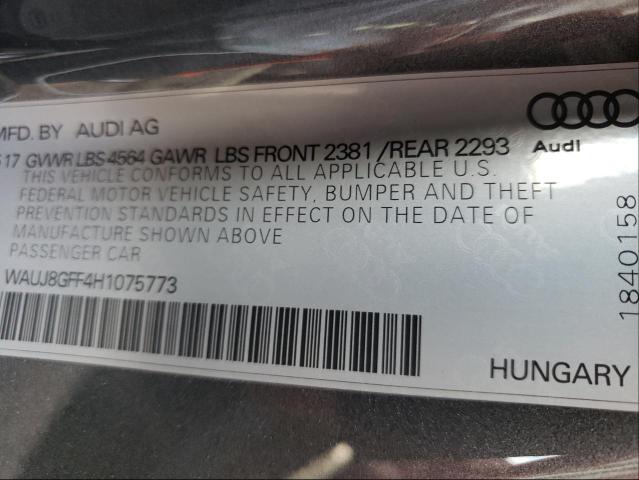 MFD. BY AUDI AG
17 GVWR LBS 4564 GAWR LBS FRONT 2381 /REAR 2293
THIS VEHICLE CONFORMS TO ALL APPLICABLE U.S.
FEDERAL MOTOR VEHICLE SAFETY, BUMPER AND THEFT
PREVENTION STANDARDS IN EFFECT ON THE DATE OF
MANUFACTURE SHOWN ABOVE
PASSENGER CAR
WAUJ8GFF4H1075773
Audi
1840158
HUNGARY